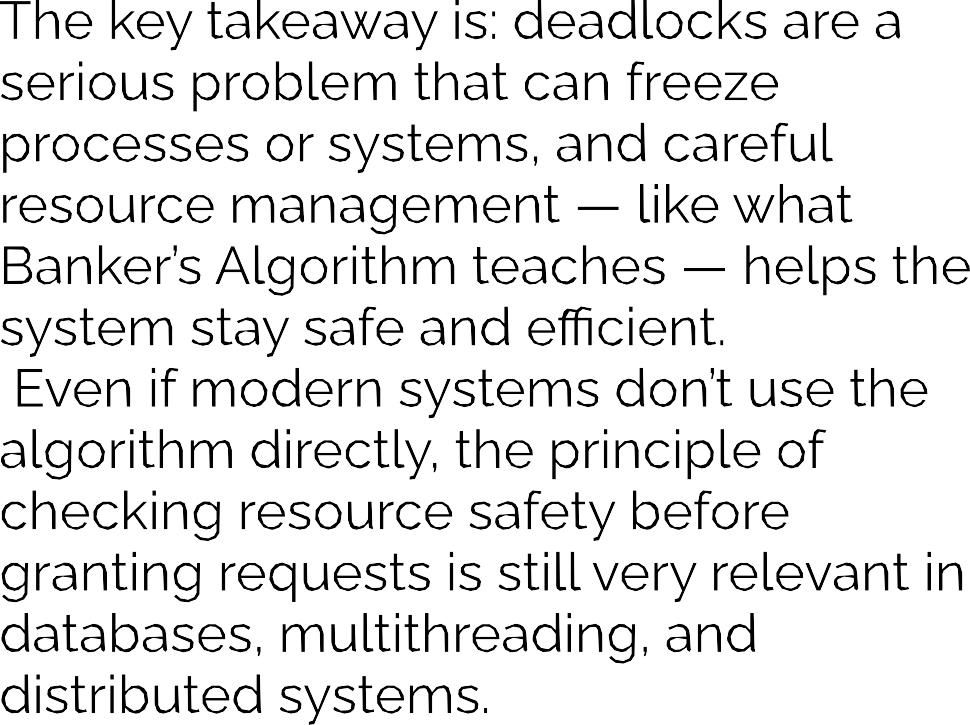 The key takeaway is: deadlocks are a
serious problem that can freeze
processes or systems, and careful
resource management — like what
Banker’s Algorithm teaches — helps the
system stay safe and efficient.
Even if modern systems don’t use the
algorithm directly, the principle of
checking resource safety before
granting requests is still very relevant in
databases, multithreading, and
distributed systems.